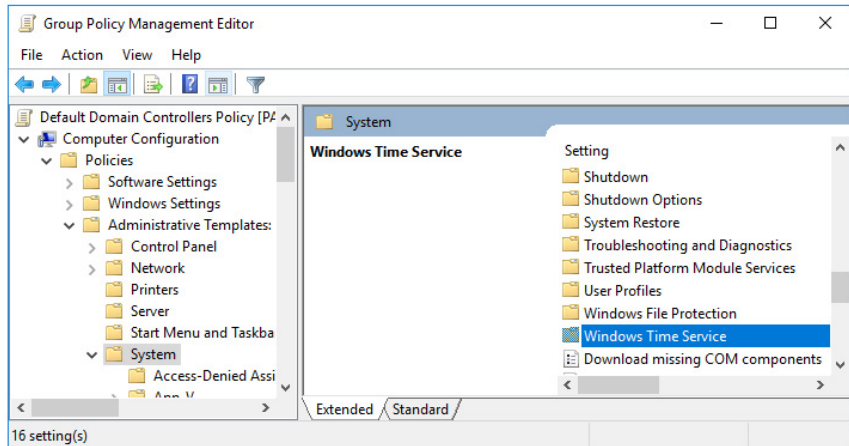 Group Policy Management Editor
File Action View Help
Default Domain Controllers Policy [PA
Computer Configuration
Policies
Software Settings
Windows Settings
Administrative Templates:
Control Panel
Network
Printers
Server
Start Menu and Taskba
System
Access-Denied Assi
App-V
System
Windows Time Service
Setting
Shutdown
Shutdown Options
System Restore
Troubleshooting and Diagnostics
Trusted Platform Module Services
User Profiles
Windows File Protection
Windows Time Service
Download missing COM components
Extended Standard
16 setting(s)